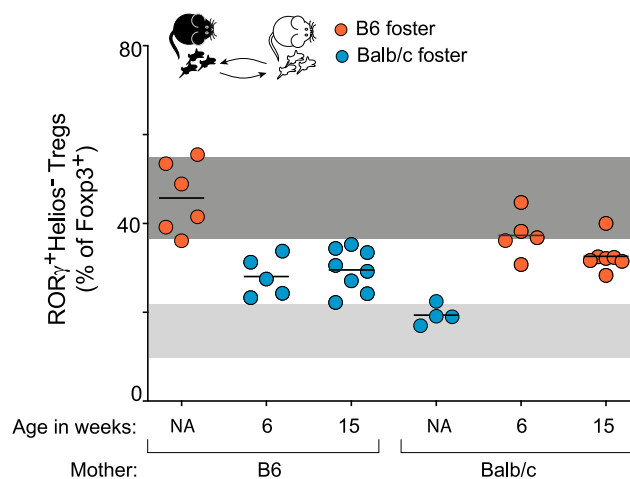 B6 foster
Balb/c foster
80
40
0
RORγ⁺Helios⁻ Tregs
(% of Foxp3⁺)
Age in weeks: NA 6 15 NA 6 15
Mother: B6 Balb/c